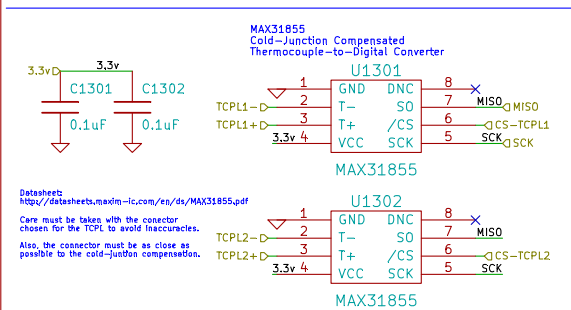 MAX31855
Cold-Junction Compensated
Thermocouple-to-Digital Converter
3.3v 3.3v
C1301 C1302
0.1uF 0.1uF
U1301
1 GND DNC 8
TCPL1- 2 T- SO 7 MISO MISO
TCPL1+ 3 T+ /CS 6 CS-TCPL1
3.3v 4 VCC SCK 5 SCK SCK
MAX31855
Datasheet:
http://datasheets.maxim-ic.com/en/ds/MAX31855.pdf
Care must be taken with the conector
chosen for the TCPL to avoid inaccuracies.
Also, the connector must be as close as
possible to the cold-juntion compensation.
U1302
1 GND DNC 8
TCPL2- 2 T- SO 7 MISO
TCPL2+ 3 T+ /CS 6 CS-TCPL2
3.3v 4 VCC SCK 5 SCK
MAX31855